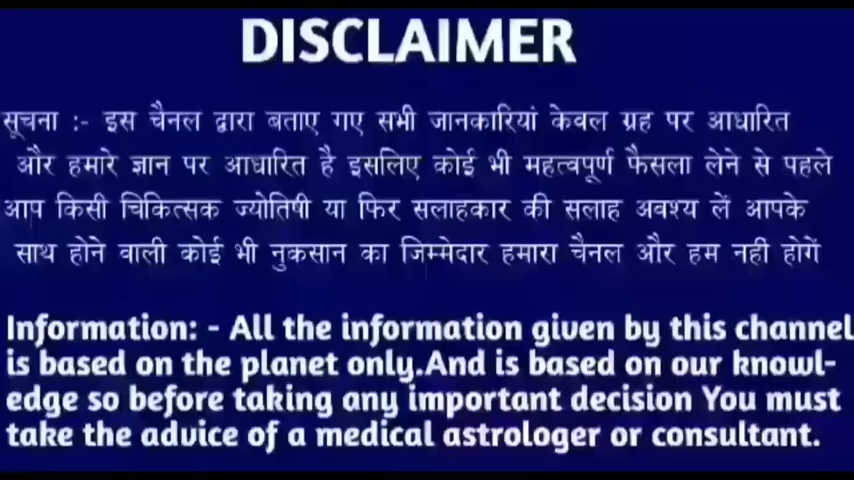 DISCLAIMER
सूचना :- इस चैनल द्वारा बताए गए सभी जानकारियां केवल ग्रह पर आधारित
और हमारे ज्ञान पर आधारित है इसलिए कोई भी महत्वपूर्ण फैसला लेने से पहले
आप किसी चिकित्सक ज्योतिषी या फिर सलाहकार की सलाह अवश्य लें आपके
साथ होने वाली कोई भी नुकसान का जिम्मेदार हमारा चैनल और हम नही होगें
Information: - All the information given by this channel
is based on the planet only.And is based on our knowl-
edge so before taking any important decision You must
take the advice of a medical astrologer or consultant.